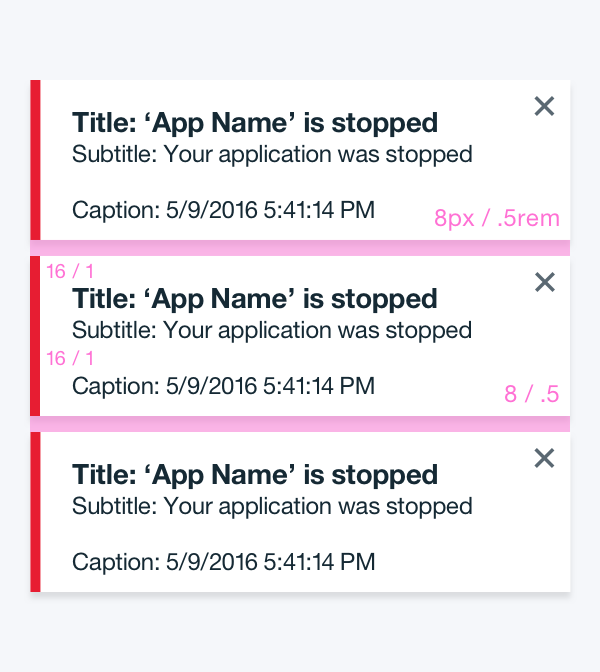 Title: ‘App Name’ is stopped
Subtitle: Your application was stopped
Caption: 5/9/2016 5:41:14 PM
8px / .5rem
16 / 1
Title: ‘App Name’ is stopped
Subtitle: Your application was stopped
16 / 1
Caption: 5/9/2016 5:41:14 PM
8 / .5
Title: ‘App Name’ is stopped
Subtitle: Your application was stopped
Caption: 5/9/2016 5:41:14 PM